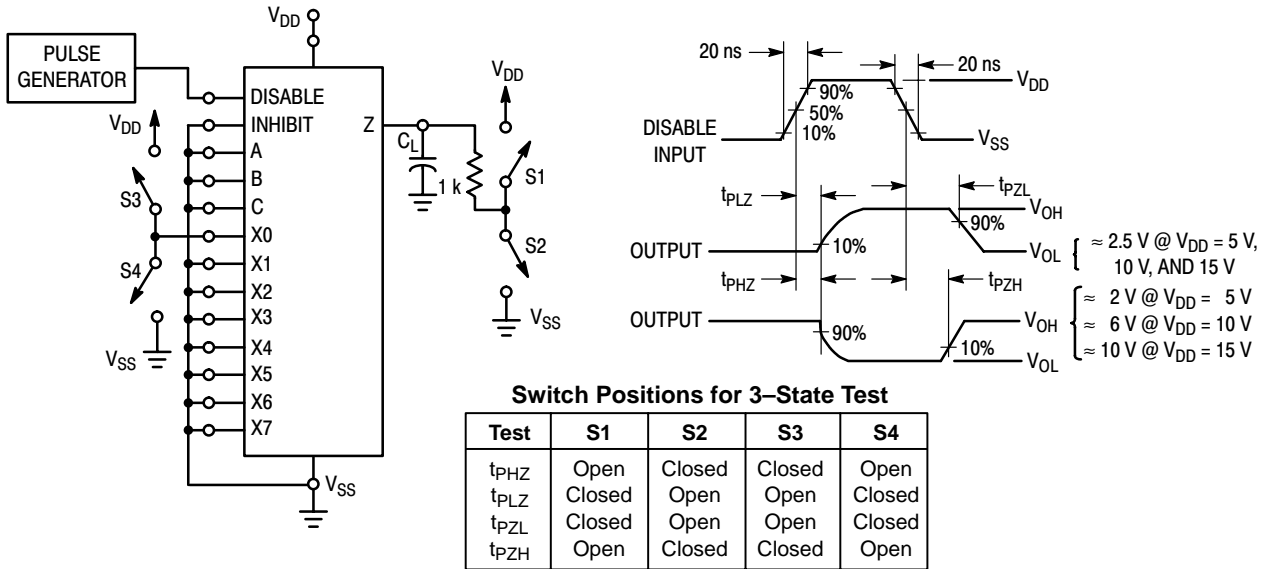 V_DD
PULSE
GENERATOR
DISABLE
INHIBIT
A
B
C
X0
X1
X2
X3
X4
X5
X6
X7
Z
V_DD
S3
S4
V_SS
V_SS
C_L
1 k
V_DD
S1
S2
V_SS
20 ns
20 ns
V_DD
90%
50%
10%
DISABLE
INPUT
V_SS
t_PLZ
t_PZL
V_OH
90%
OUTPUT
10%
V_OL
≈ 2.5 V @ V_DD = 5 V,
10 V, AND 15 V
t_PHZ
t_PZH
OUTPUT
90%
10%
V_OH
V_OL
≈ 2 V @ V_DD = 5 V
≈ 6 V @ V_DD = 10 V
≈ 10 V @ V_DD = 15 V
Switch Positions for 3–State Test
Test S1 S2 S3 S4
t_PHZ Open Closed Closed Open
t_PLZ Closed Open Open Closed
t_PZL Closed Open Open Closed
t_PZH Open Closed Closed Open